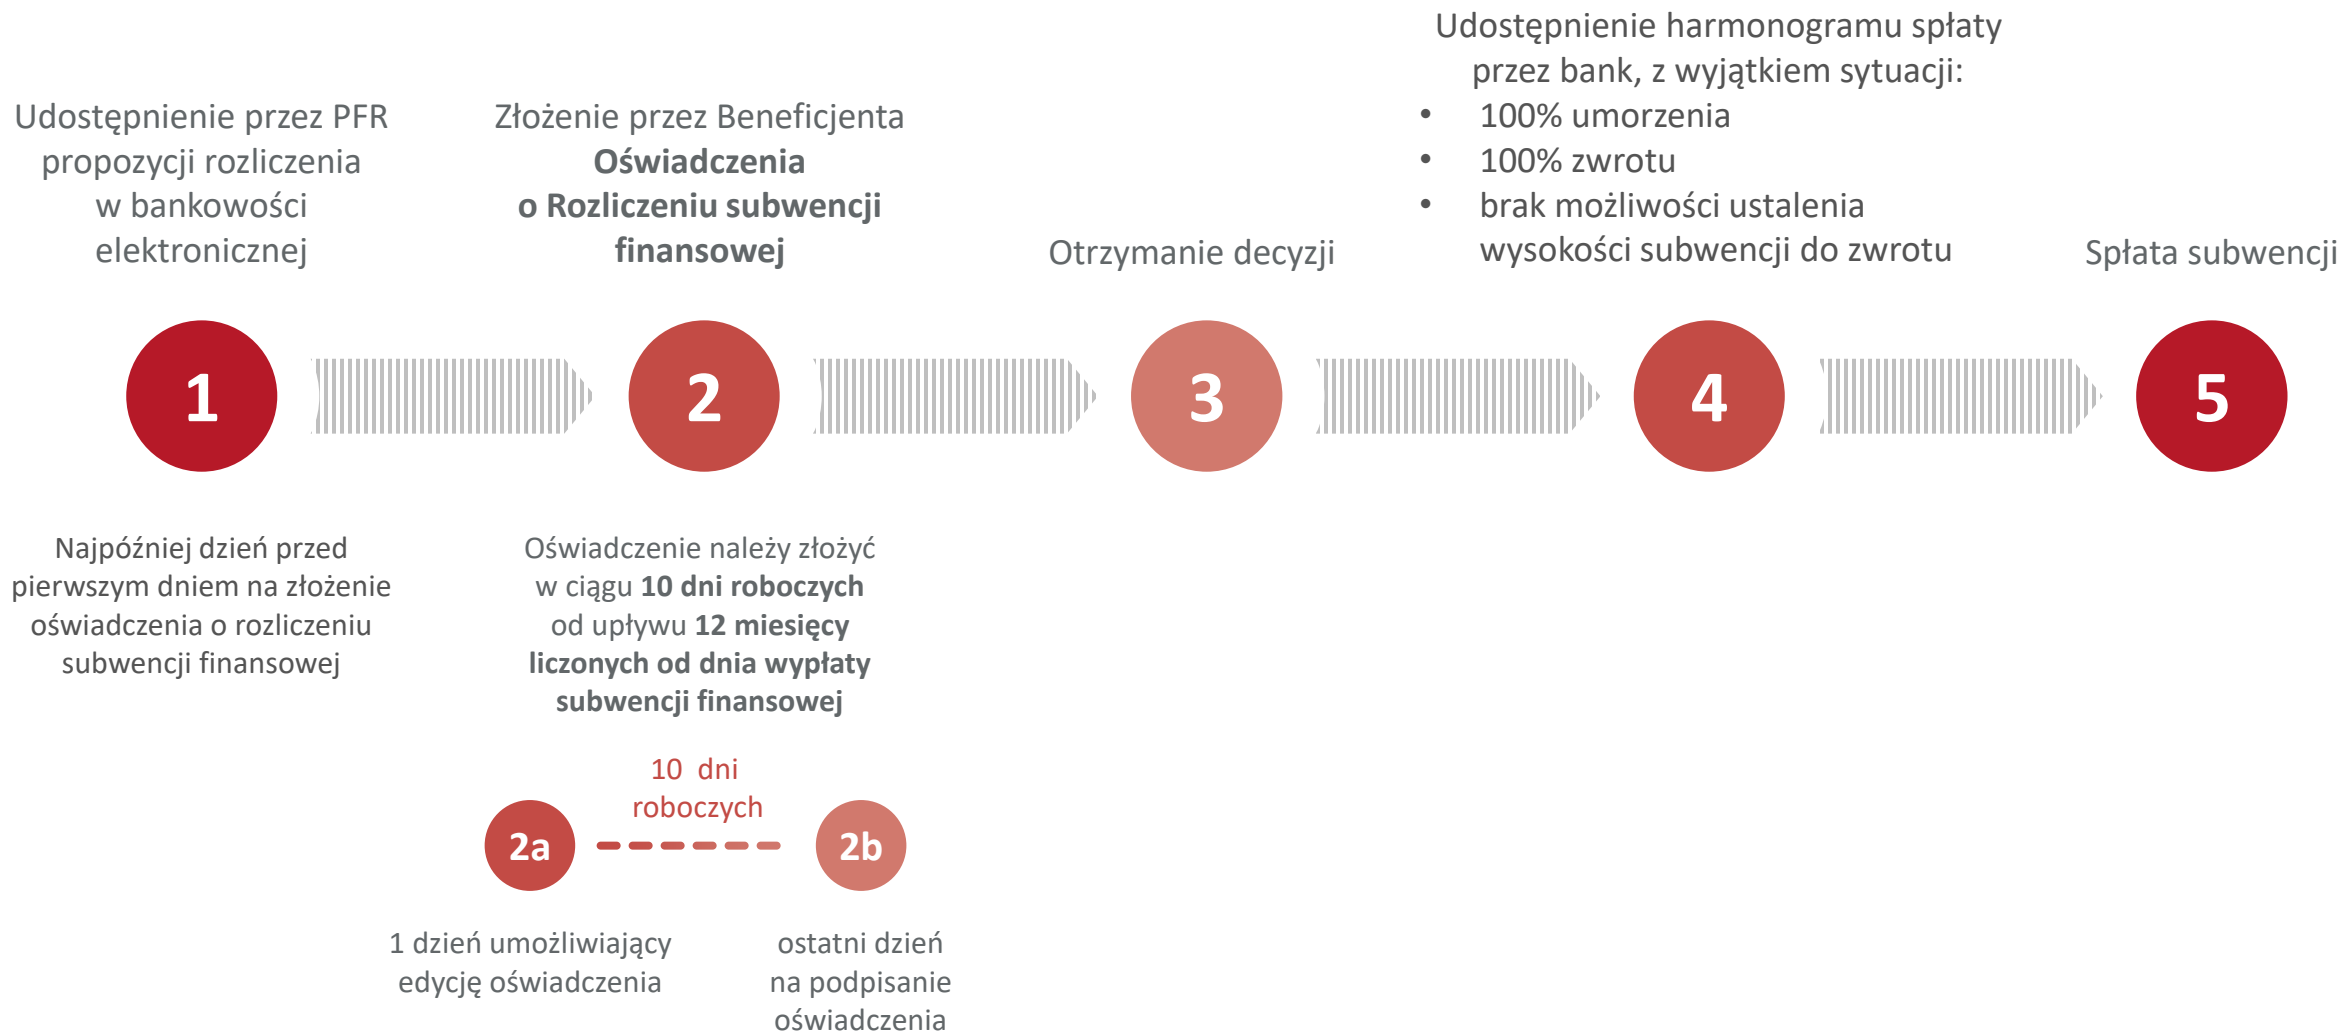 Udostępnienie przez PFR
propozycji rozliczenia
w bankowości
elektronicznej
Złożenie przez Beneficjenta
Oświadczenia
o Rozliczeniu subwencji
finansowej
Otrzymanie decyzji
Udostępnienie harmonogramu spłaty
przez bank, z wyjątkiem sytuacji:
• 100% umorzenia
• 100% zwrotu
• brak możliwości ustalenia
wysokości subwencji do zwrotu
Spłata subwencji
1
2
3
4
5
Najpóźniej dzień przed
pierwszym dniem na złożenie
oświadczenia o rozliczeniu
subwencji finansowej
Oświadczenie należy złożyć
w ciągu 10 dni roboczych
od upływu 12 miesięcy
liczonych od dnia wypłaty
subwencji finansowej
10 dni
roboczych
2a
2b
1 dzień umożliwiający
edycję oświadczenia
ostatni dzień
na podpisanie
oświadczenia